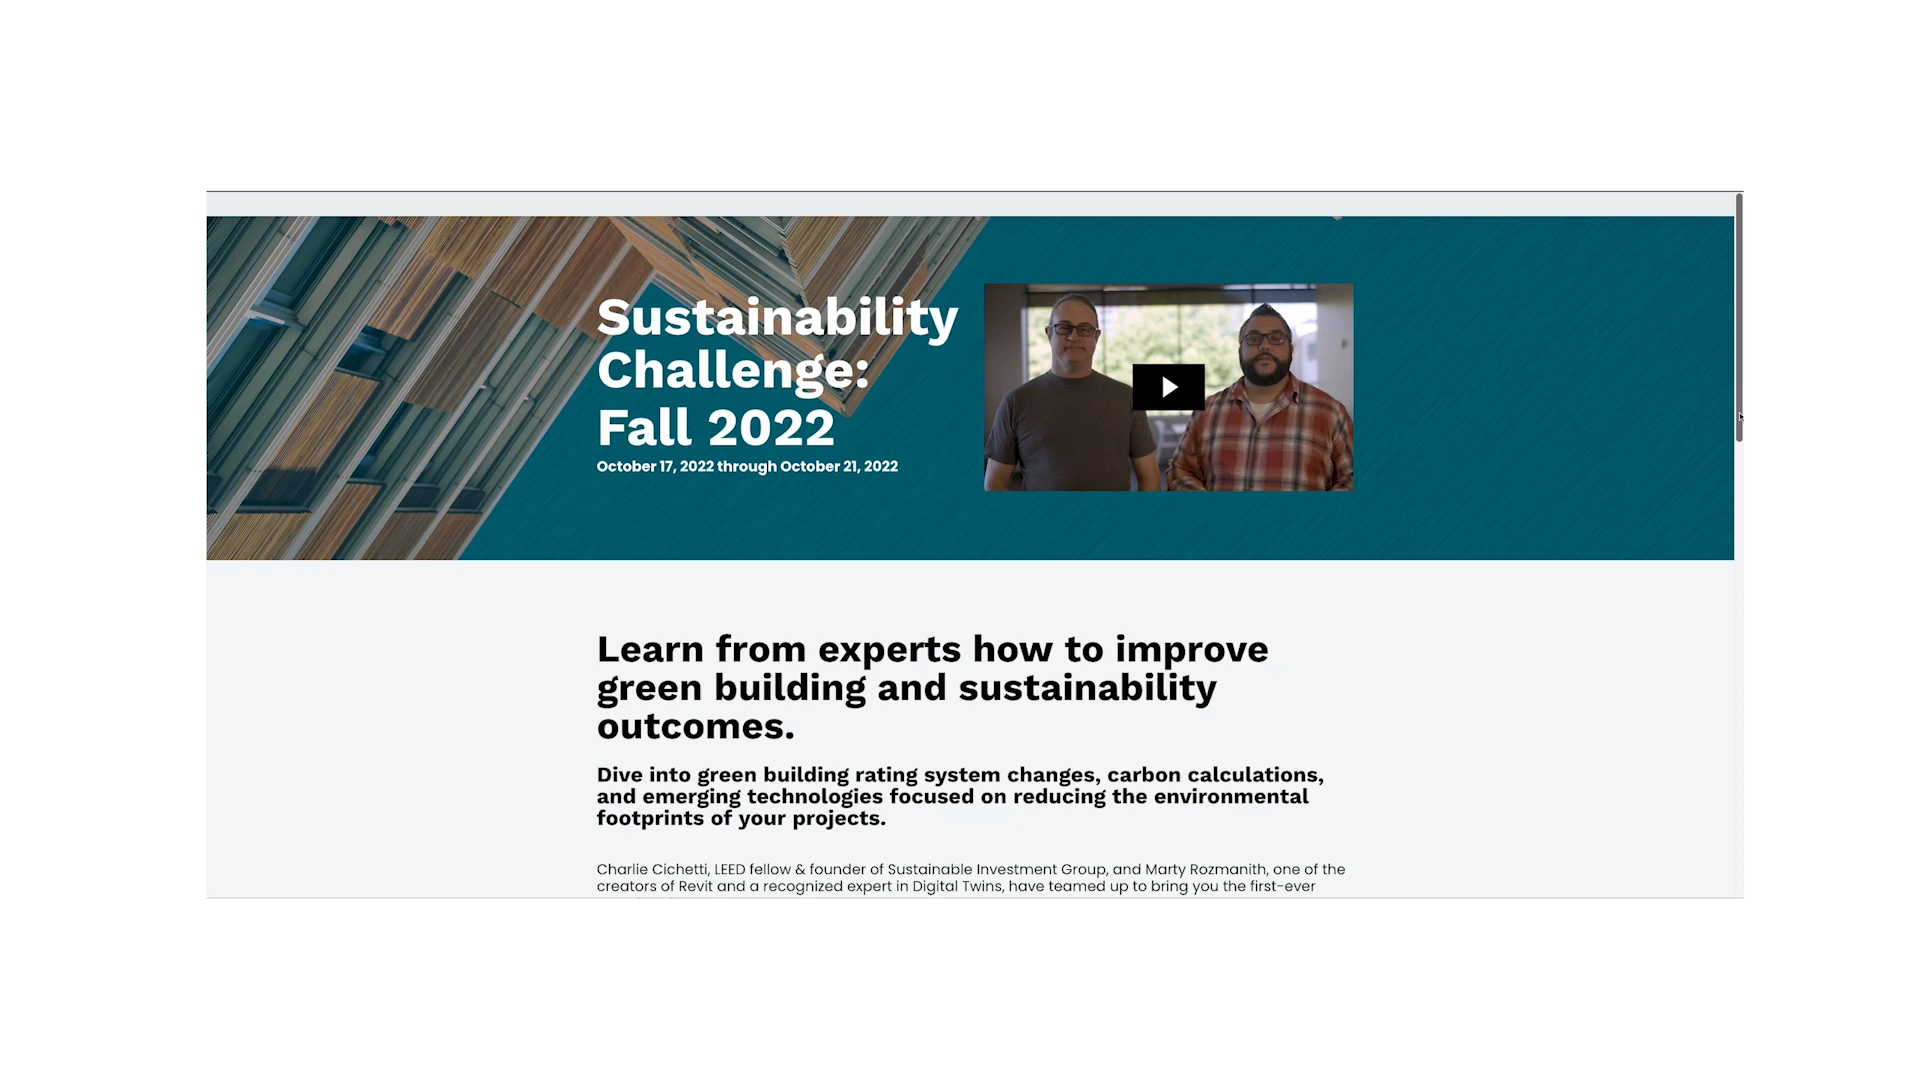 Sustainability
Challenge:
Fall 2022
October 17, 2022 through October 21, 2022
Learn from experts how to improve
green building and sustainability
outcomes.
Dive into green building rating system changes, carbon calculations,
and emerging technologies focused on reducing the environmental
footprints of your projects.
Charlie Cichetti, LEED fellow & founder of Sustainable Investment Group, and Marty Rozmanith, one of the
creators of Revit and a recognized expert in Digital Twins, have teamed up to bring you the first-ever